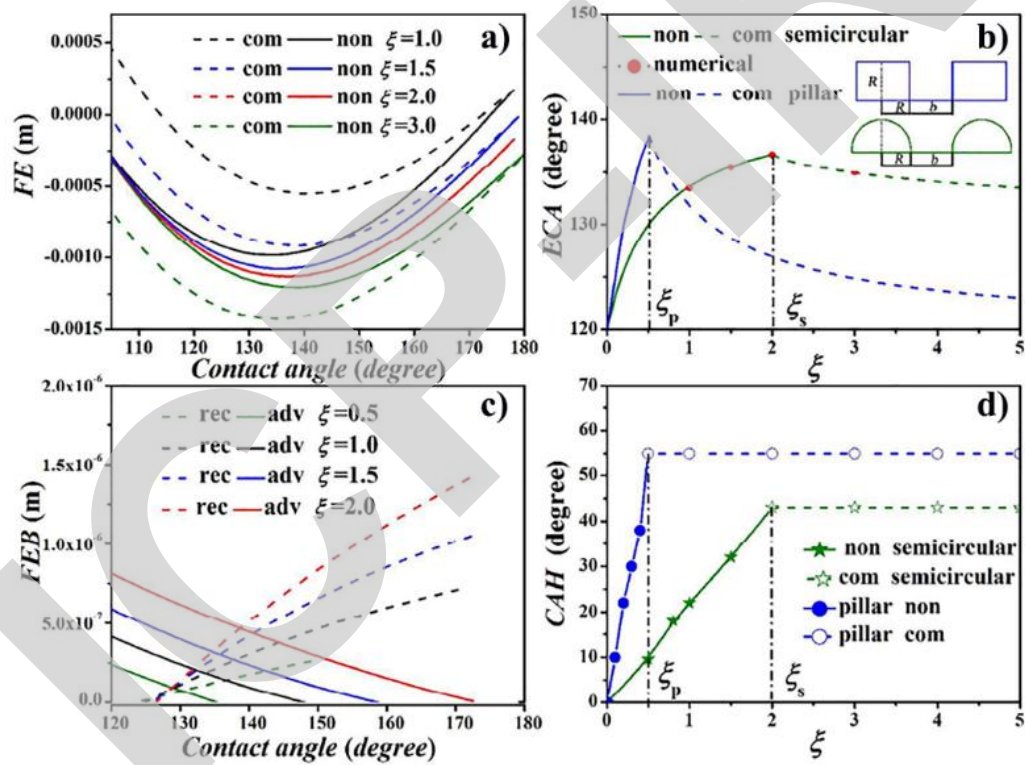 a)
com non ξ=1.0
com non ξ=1.5
com non ξ=2.0
com non ξ=3.0
0.0005
0.0000
-0.0005
-0.0010
-0.0015
FE (m)
110 120 130 140 150 160 170 180
Contact angle (degree)
b)
non com semicircular
numerical
non com pillar
R
R b
R b
150
140
130
120
ECA (degree)
ξp
ξs
0 1 2 3 4 5
ξ
c)
rec adv ξ=0.5
rec adv ξ=1.0
rec adv ξ=1.5
rec adv ξ=2.0
2.0x10⁻⁶
1.5x10⁻⁶
1.0x10⁻⁶
5.0x10⁻⁷
0.0
FEB (m)
120 130 140 150 160 170 180
Contact angle (degree)
d)
70
60
50
40
30
20
10
0
CAH (degree)
non semicircular
com semicircular
pillar non
pillar com
ξp
ξs
0 1 2 3 4 5
ξ